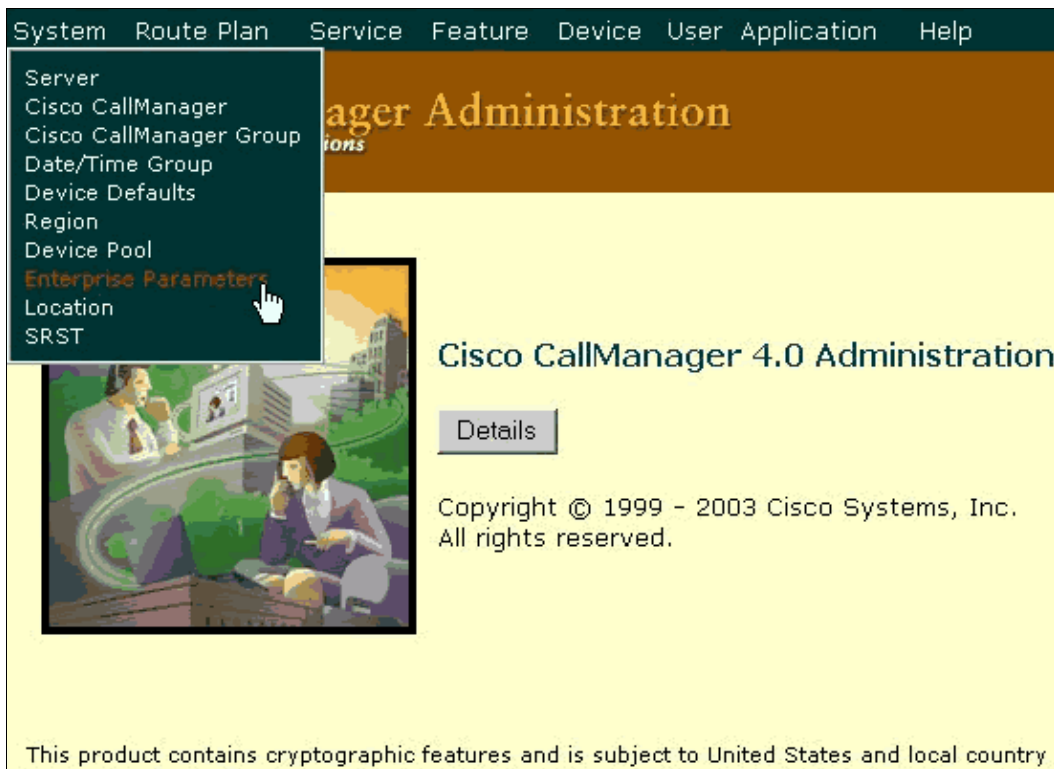 System Route Plan Service Feature Device User Application Help
Server
Cisco CallManager
Cisco CallManager Group
Date/Time Group
Device Defaults
Region
Device Pool
Enterprise Parameters
Location
SRST
ager Administration
ions
Cisco CallManager 4.0 Administration
Details
Copyright © 1999 - 2003 Cisco Systems, Inc.
All rights reserved.
This product contains cryptographic features and is subject to United States and local country